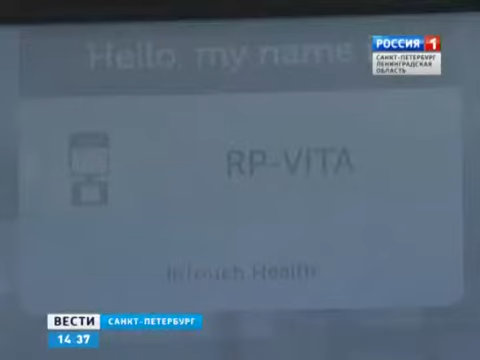 Hello, my name
РОССИЯ 1
САНКТ-ПЕТЕРБУРГ
ЛЕНИНГРАДСКАЯ
ОБЛАСТЬ
RP-VITA
InTouch Health
ВЕСТИ САНКТ-ПЕТЕРБУРГ
14 37